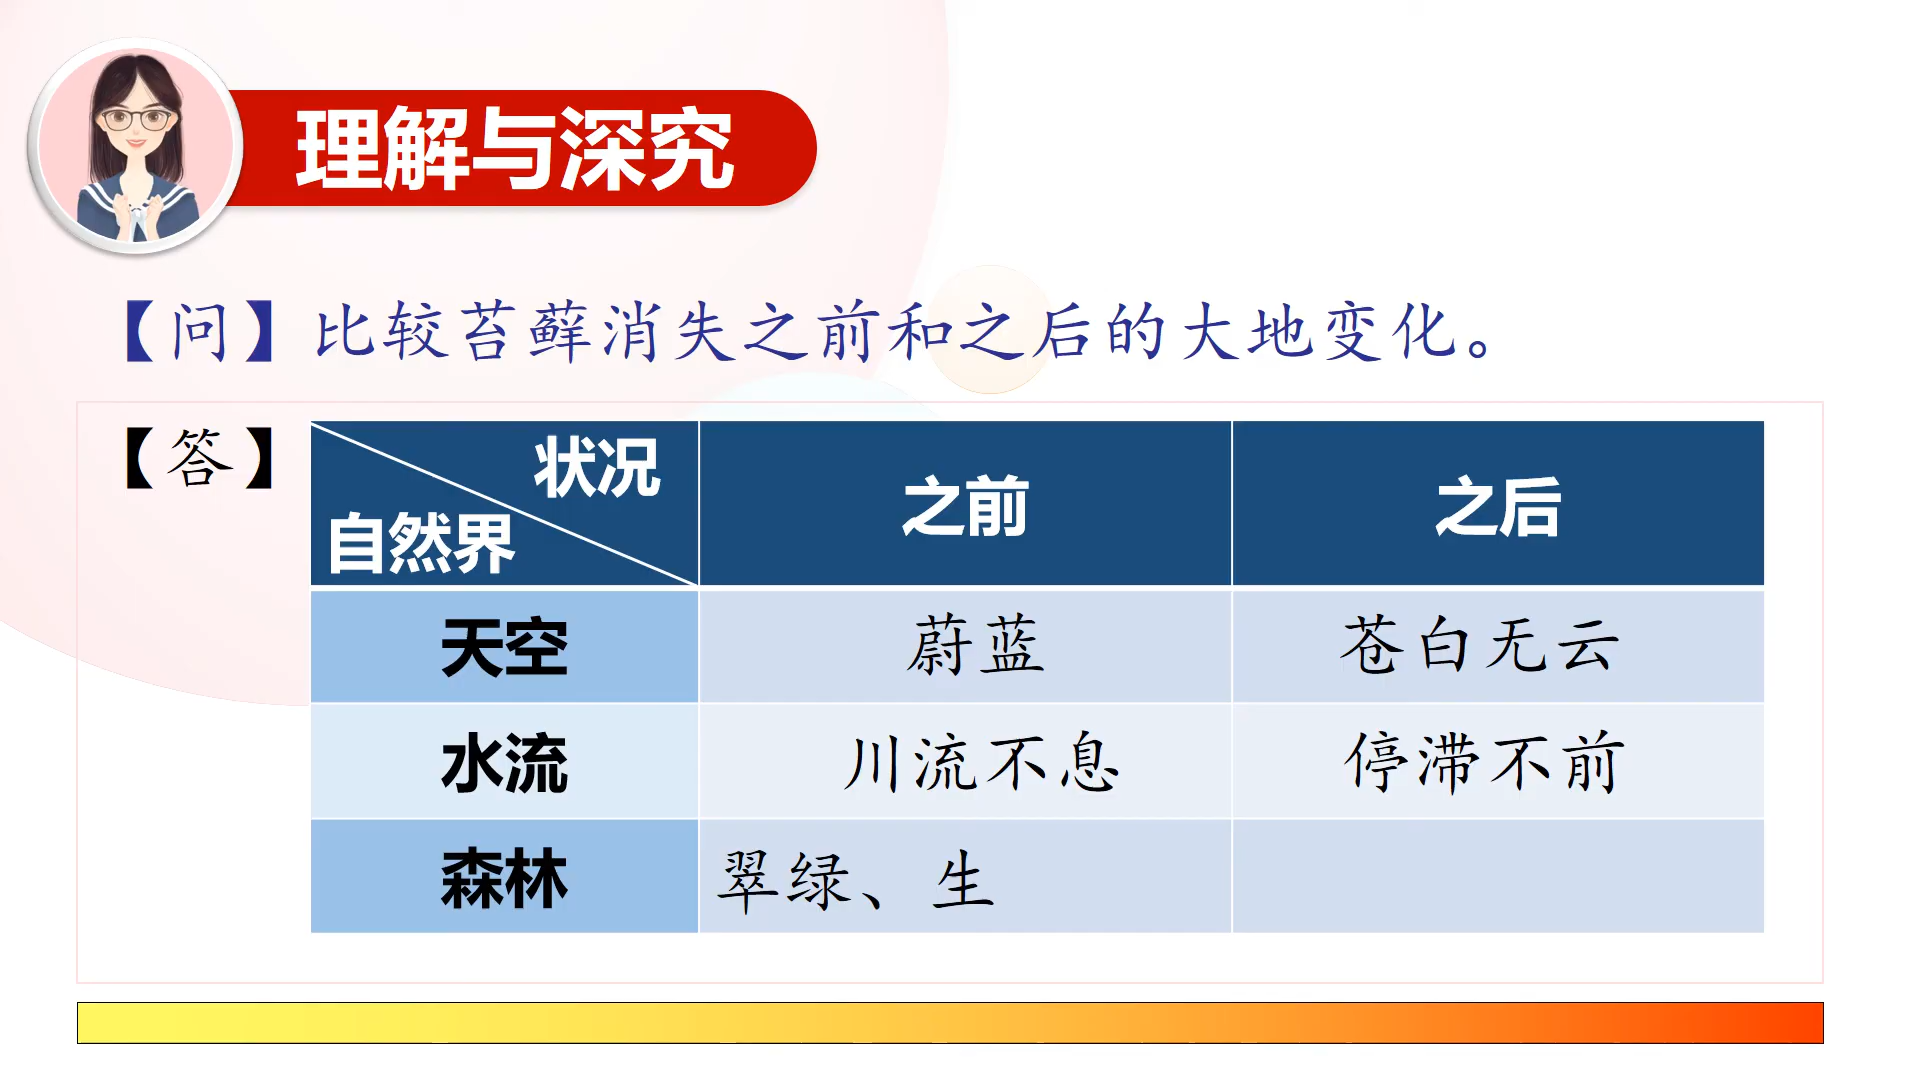 理解与深究
【问】比较苔藓消失之前和之后的大地变化。
【答】
状况
自然界
之前
之后
天空
蔚蓝
苍白无云
水流
川流不息
停滞不前
森林
翠绿、生